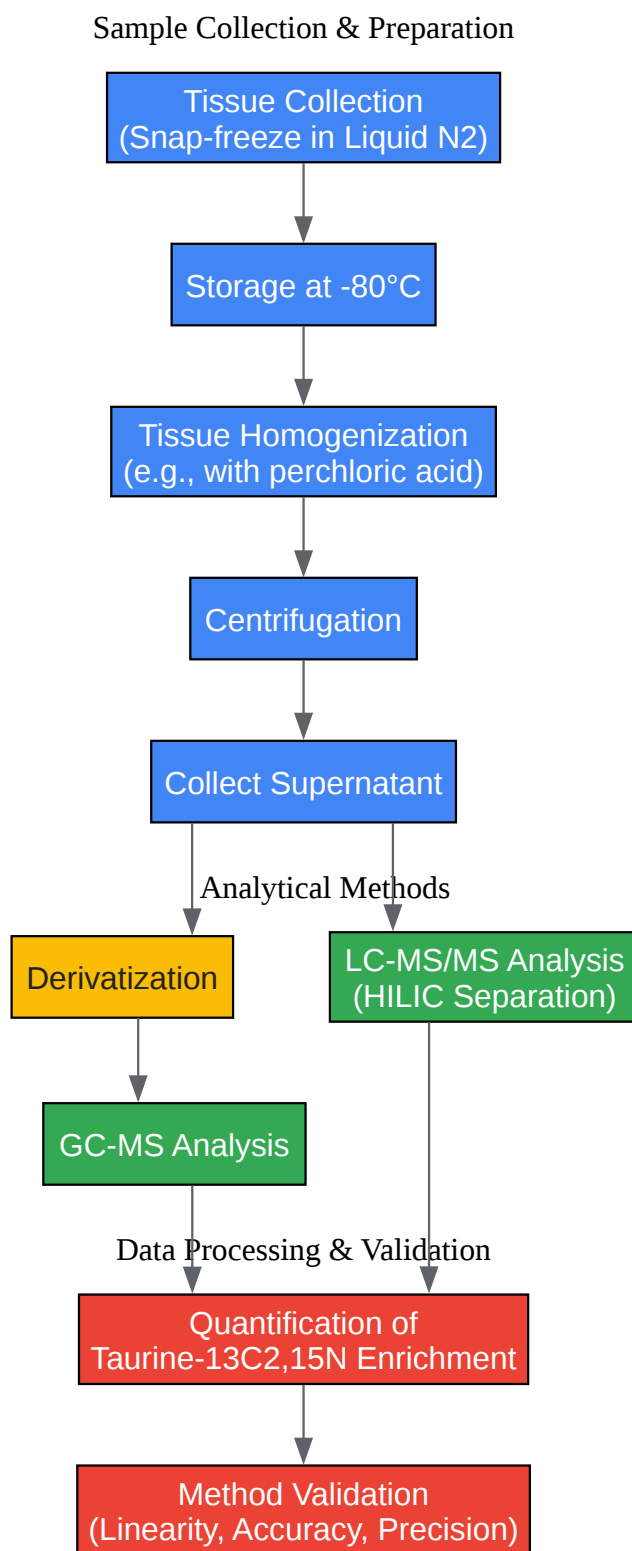 Sample Collection & Preparation
Tissue Collection
(Snap-freeze in Liquid N2)
Storage at -80°C
Tissue Homogenization
(e.g., with perchloric acid)
Centrifugation
Collect Supernatant
Analytical Methods
Derivatization
LC-MS/MS Analysis
(HILIC Separation)
GC-MS Analysis
Data Processing & Validation
Quantification of
Taurine-13C2,15N Enrichment
Method Validation
(Linearity, Accuracy, Precision)